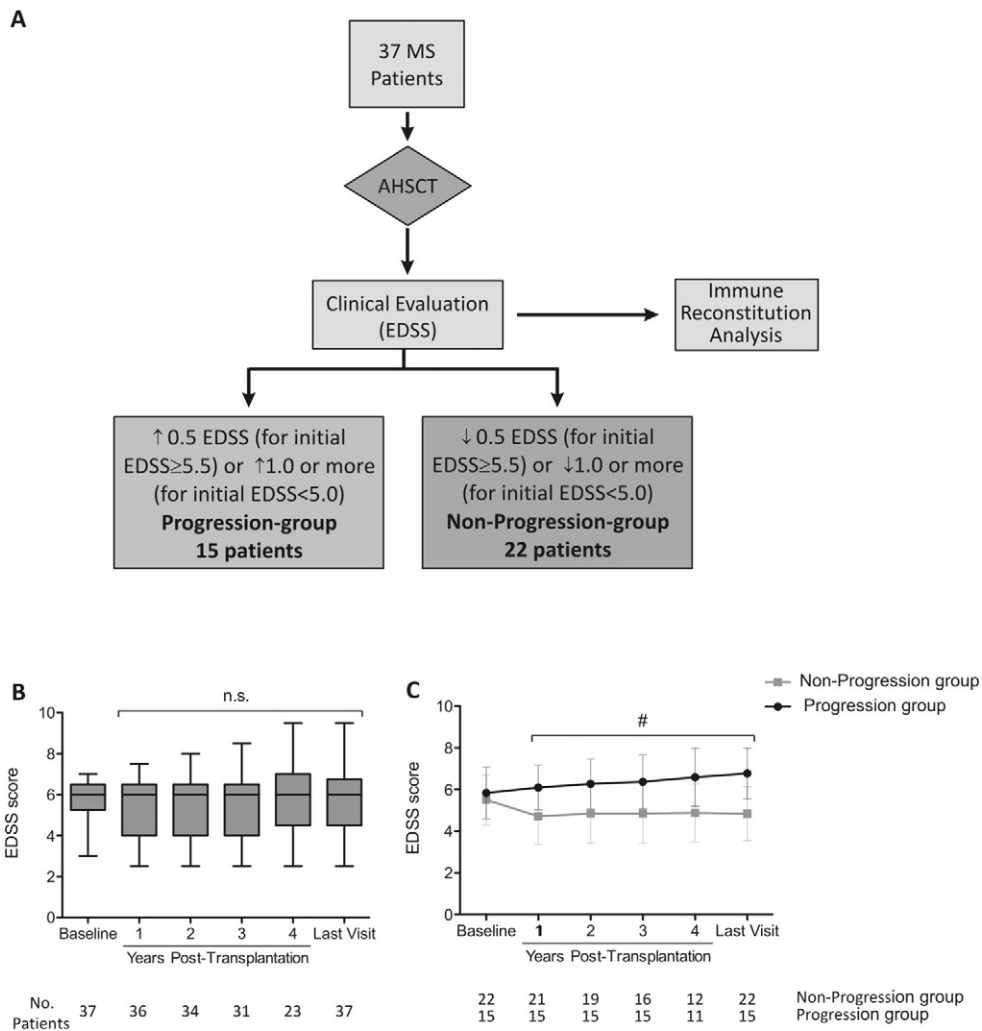 A
37 MS
Patients
AHSCT
Clinical Evaluation
(EDSS)
Immune
Reconstitution
Analysis
↑ 0.5 EDSS (for initial
EDSS≥5.5) or ↑1.0 or more
(for initial EDSS<5.0)
Progression-group
15 patients
↓ 0.5 EDSS (for initial
EDSS≥5.5) or ↓1.0 or more
(for initial EDSS<5.0)
Non-Progression-group
22 patients
B
n.s.
EDSS score
10
8
6
4
2
0
Baseline 1 2 3 4 Last Visit
Years Post-Transplantation
No.
Patients
37 36 34 31 23 37
C
Non-Progression group
Progression group
#
EDSS score
10
8
6
4
2
0
Baseline 1 2 3 4 Last Visit
Years Post-Transplantation
22 21 19 16 12 22 Non-Progression group
15 15 15 15 11 15 Progression group